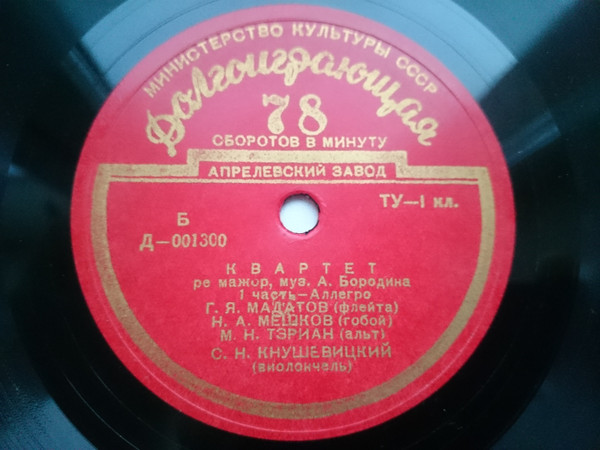 МИНИСТЕРСТВО КУЛЬТУРЫ СССР
Долгоиграющая
78
ОБОРОТОВ В МИНУТУ
АПРЕЛЕВСКИЙ ЗАВОД
ТУ—1 кл.
Б
Д—001300
КВАРТЕТ
ре мажор, муз. А. Бородина
1 часть—Аллегро
Г. Я. МАДАТОВ (флейта)
Н. А. МЕШКОВ (гобой)
М. Н. ТЭРИАН (альт)
С. Н. КНУШЕВИЦКИЙ
(виолончель)